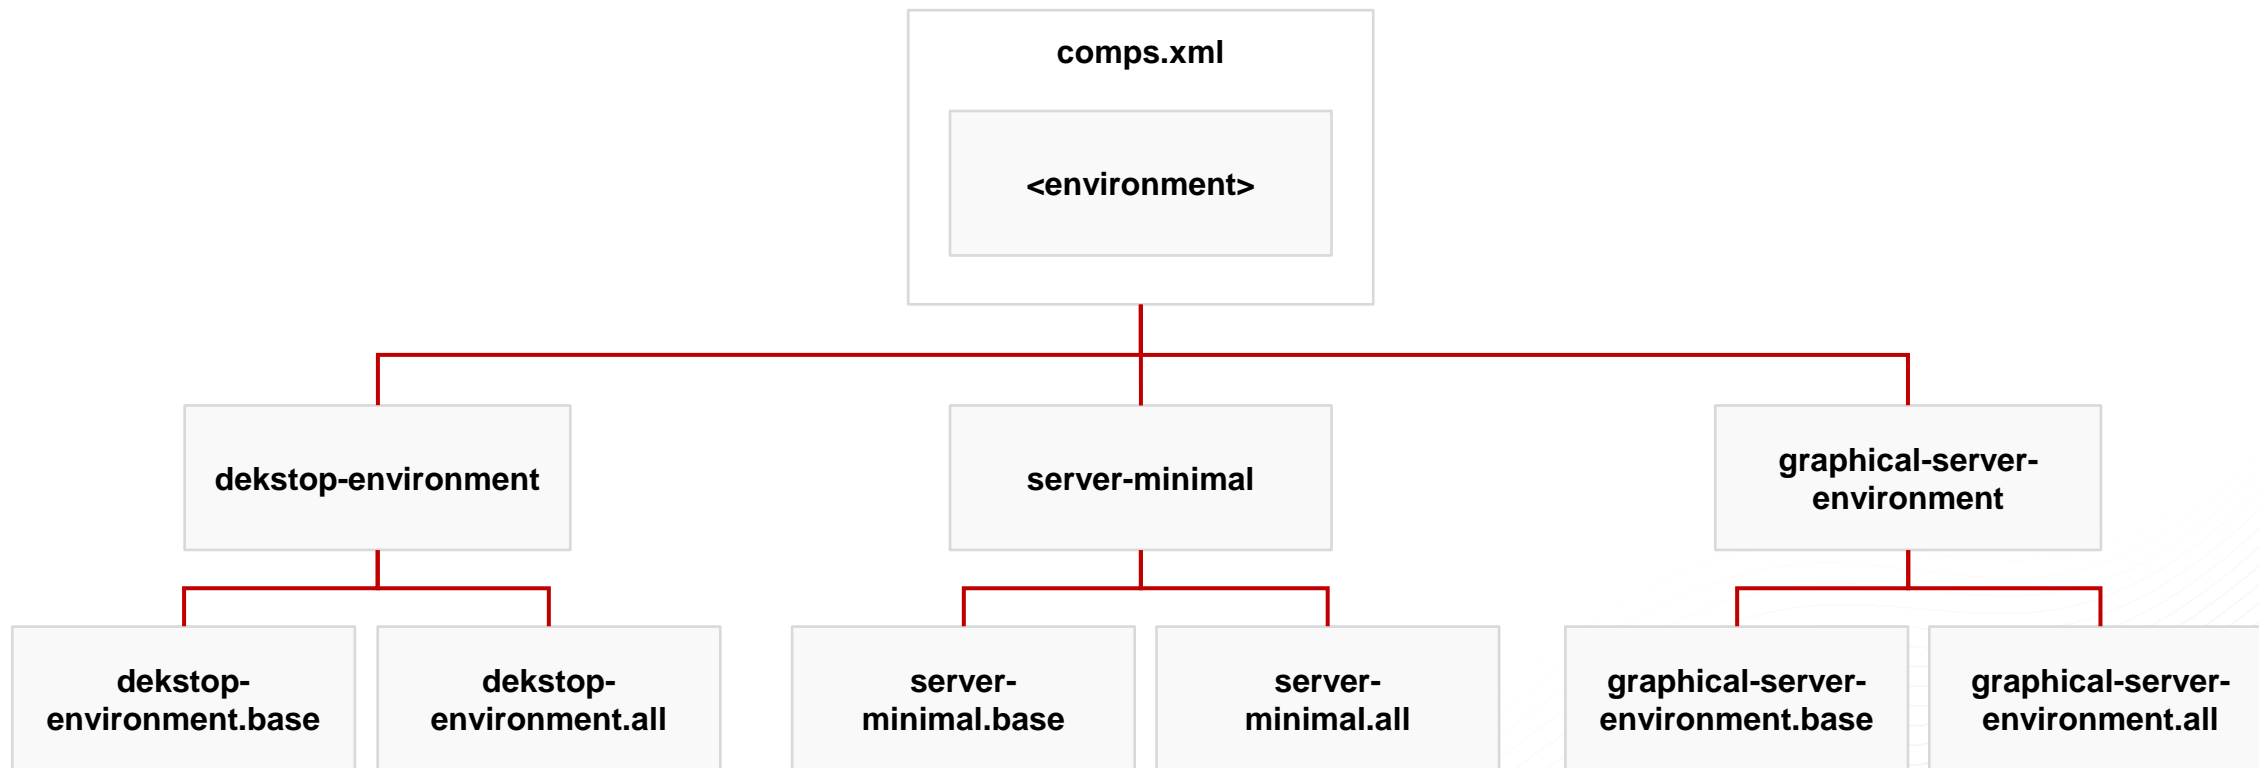 comps.xml
<environment>
dekstop-environment
server-minimal
graphical-server-
environment
dekstop-
environment.base
dekstop-
environment.all
server-
minimal.base
server-
minimal.all
graphical-server-
environment.base
graphical-server-
environment.all